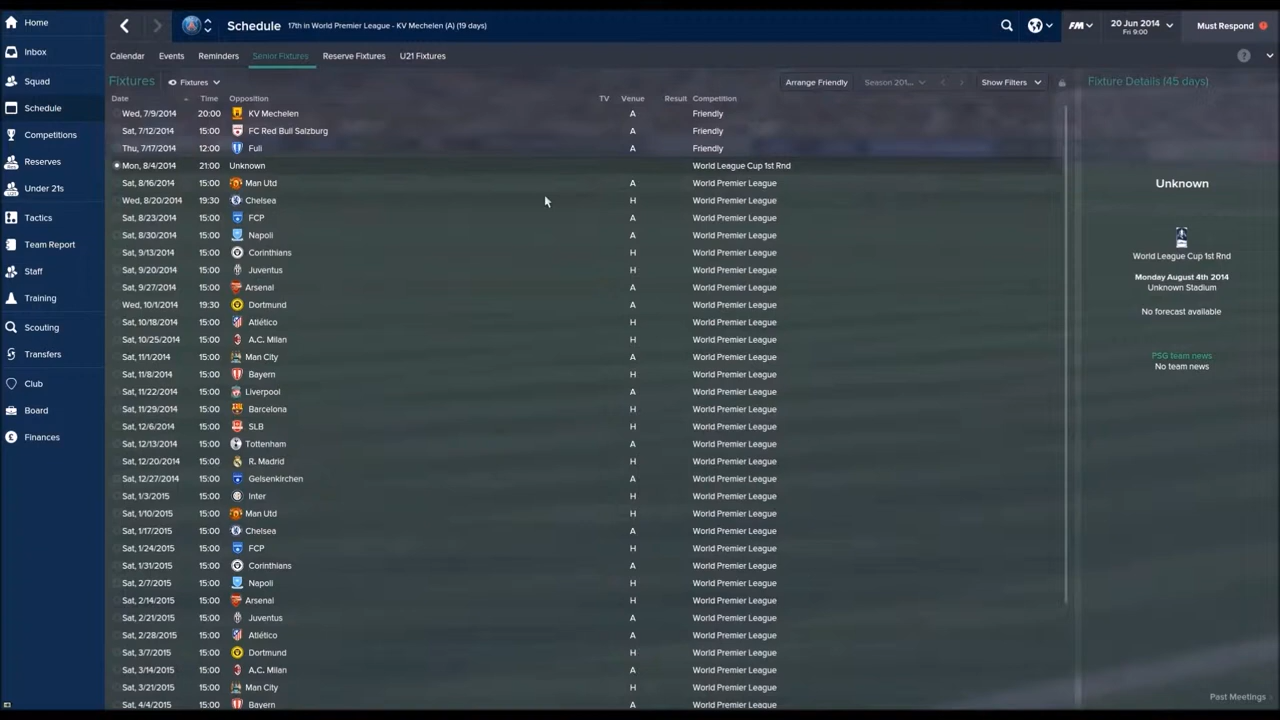 Home
Schedule
17th in World Premier League - KV Mechelen (A) (19 days)
FM
20 Jun 2014
Fri 9:00
Must Respond
Inbox
Squad
Schedule
Competitions
Reserves
Under 21s
Tactics
Team Report
Staff
Training
Scouting
Transfers
Club
Board
Finances
Calendar
Events
Reminders
Senior Fixtures
Reserve Fixtures
U21 Fixtures
?
Fixtures
Fixtures
Arrange Friendly
Season 201...
Show Filters
Fixture Details (45 days)
Date Time Opposition TV Venue Result Competition
Wed, 7/9/2014 20:00 KV Mechelen A Friendly
Sat, 7/12/2014 15:00 FC Red Bull Salzburg A Friendly
Thu, 7/17/2014 12:00 Fuli A Friendly
Mon, 8/4/2014 21:00 Unknown World League Cup 1st Rnd
Sat, 8/16/2014 15:00 Man Utd A World Premier League
Wed, 8/20/2014 19:30 Chelsea H World Premier League
Sat, 8/23/2014 15:00 FCP A World Premier League
Sat, 8/30/2014 15:00 Napoli A World Premier League
Sat, 9/13/2014 15:00 Corinthians H World Premier League
Sat, 9/20/2014 15:00 Juventus H World Premier League
Sat, 9/27/2014 15:00 Arsenal A World Premier League
Wed, 10/1/2014 19:30 Dortmund A World Premier League
Sat, 10/18/2014 15:00 Atlético H World Premier League
Sat, 10/25/2014 15:00 A.C. Milan H World Premier League
Sat, 11/1/2014 15:00 Man City A World Premier League
Sat, 11/8/2014 15:00 Bayern H World Premier League
Sat, 11/22/2014 15:00 Liverpool A World Premier League
Sat, 11/29/2014 15:00 Barcelona H World Premier League
Sat, 12/6/2014 15:00 SLB H World Premier League
Sat, 12/13/2014 15:00 Tottenham A World Premier League
Sat, 12/20/2014 15:00 R. Madrid H World Premier League
Sat, 12/27/2014 15:00 Gelsenkirchen A World Premier League
Sat, 1/3/2015 15:00 Inter H World Premier League
Sat, 1/10/2015 15:00 Man Utd H World Premier League
Sat, 1/17/2015 15:00 Chelsea A World Premier League
Sat, 1/24/2015 15:00 FCP H World Premier League
Sat, 1/31/2015 15:00 Corinthians A World Premier League
Sat, 2/7/2015 15:00 Napoli H World Premier League
Sat, 2/14/2015 15:00 Arsenal H World Premier League
Sat, 2/21/2015 15:00 Juventus A World Premier League
Sat, 2/28/2015 15:00 Atlético A World Premier League
Sat, 3/7/2015 15:00 Dortmund H World Premier League
Sat, 3/14/2015 15:00 A.C. Milan A World Premier League
Sat, 3/21/2015 15:00 Man City H World Premier League
Sat, 4/4/2015 15:00 Bayern A World Premier League
Unknown
World League Cup 1st Rnd
Monday August 4th 2014
Unknown Stadium
No forecast available
PSG team news
No team news
Past Meetings